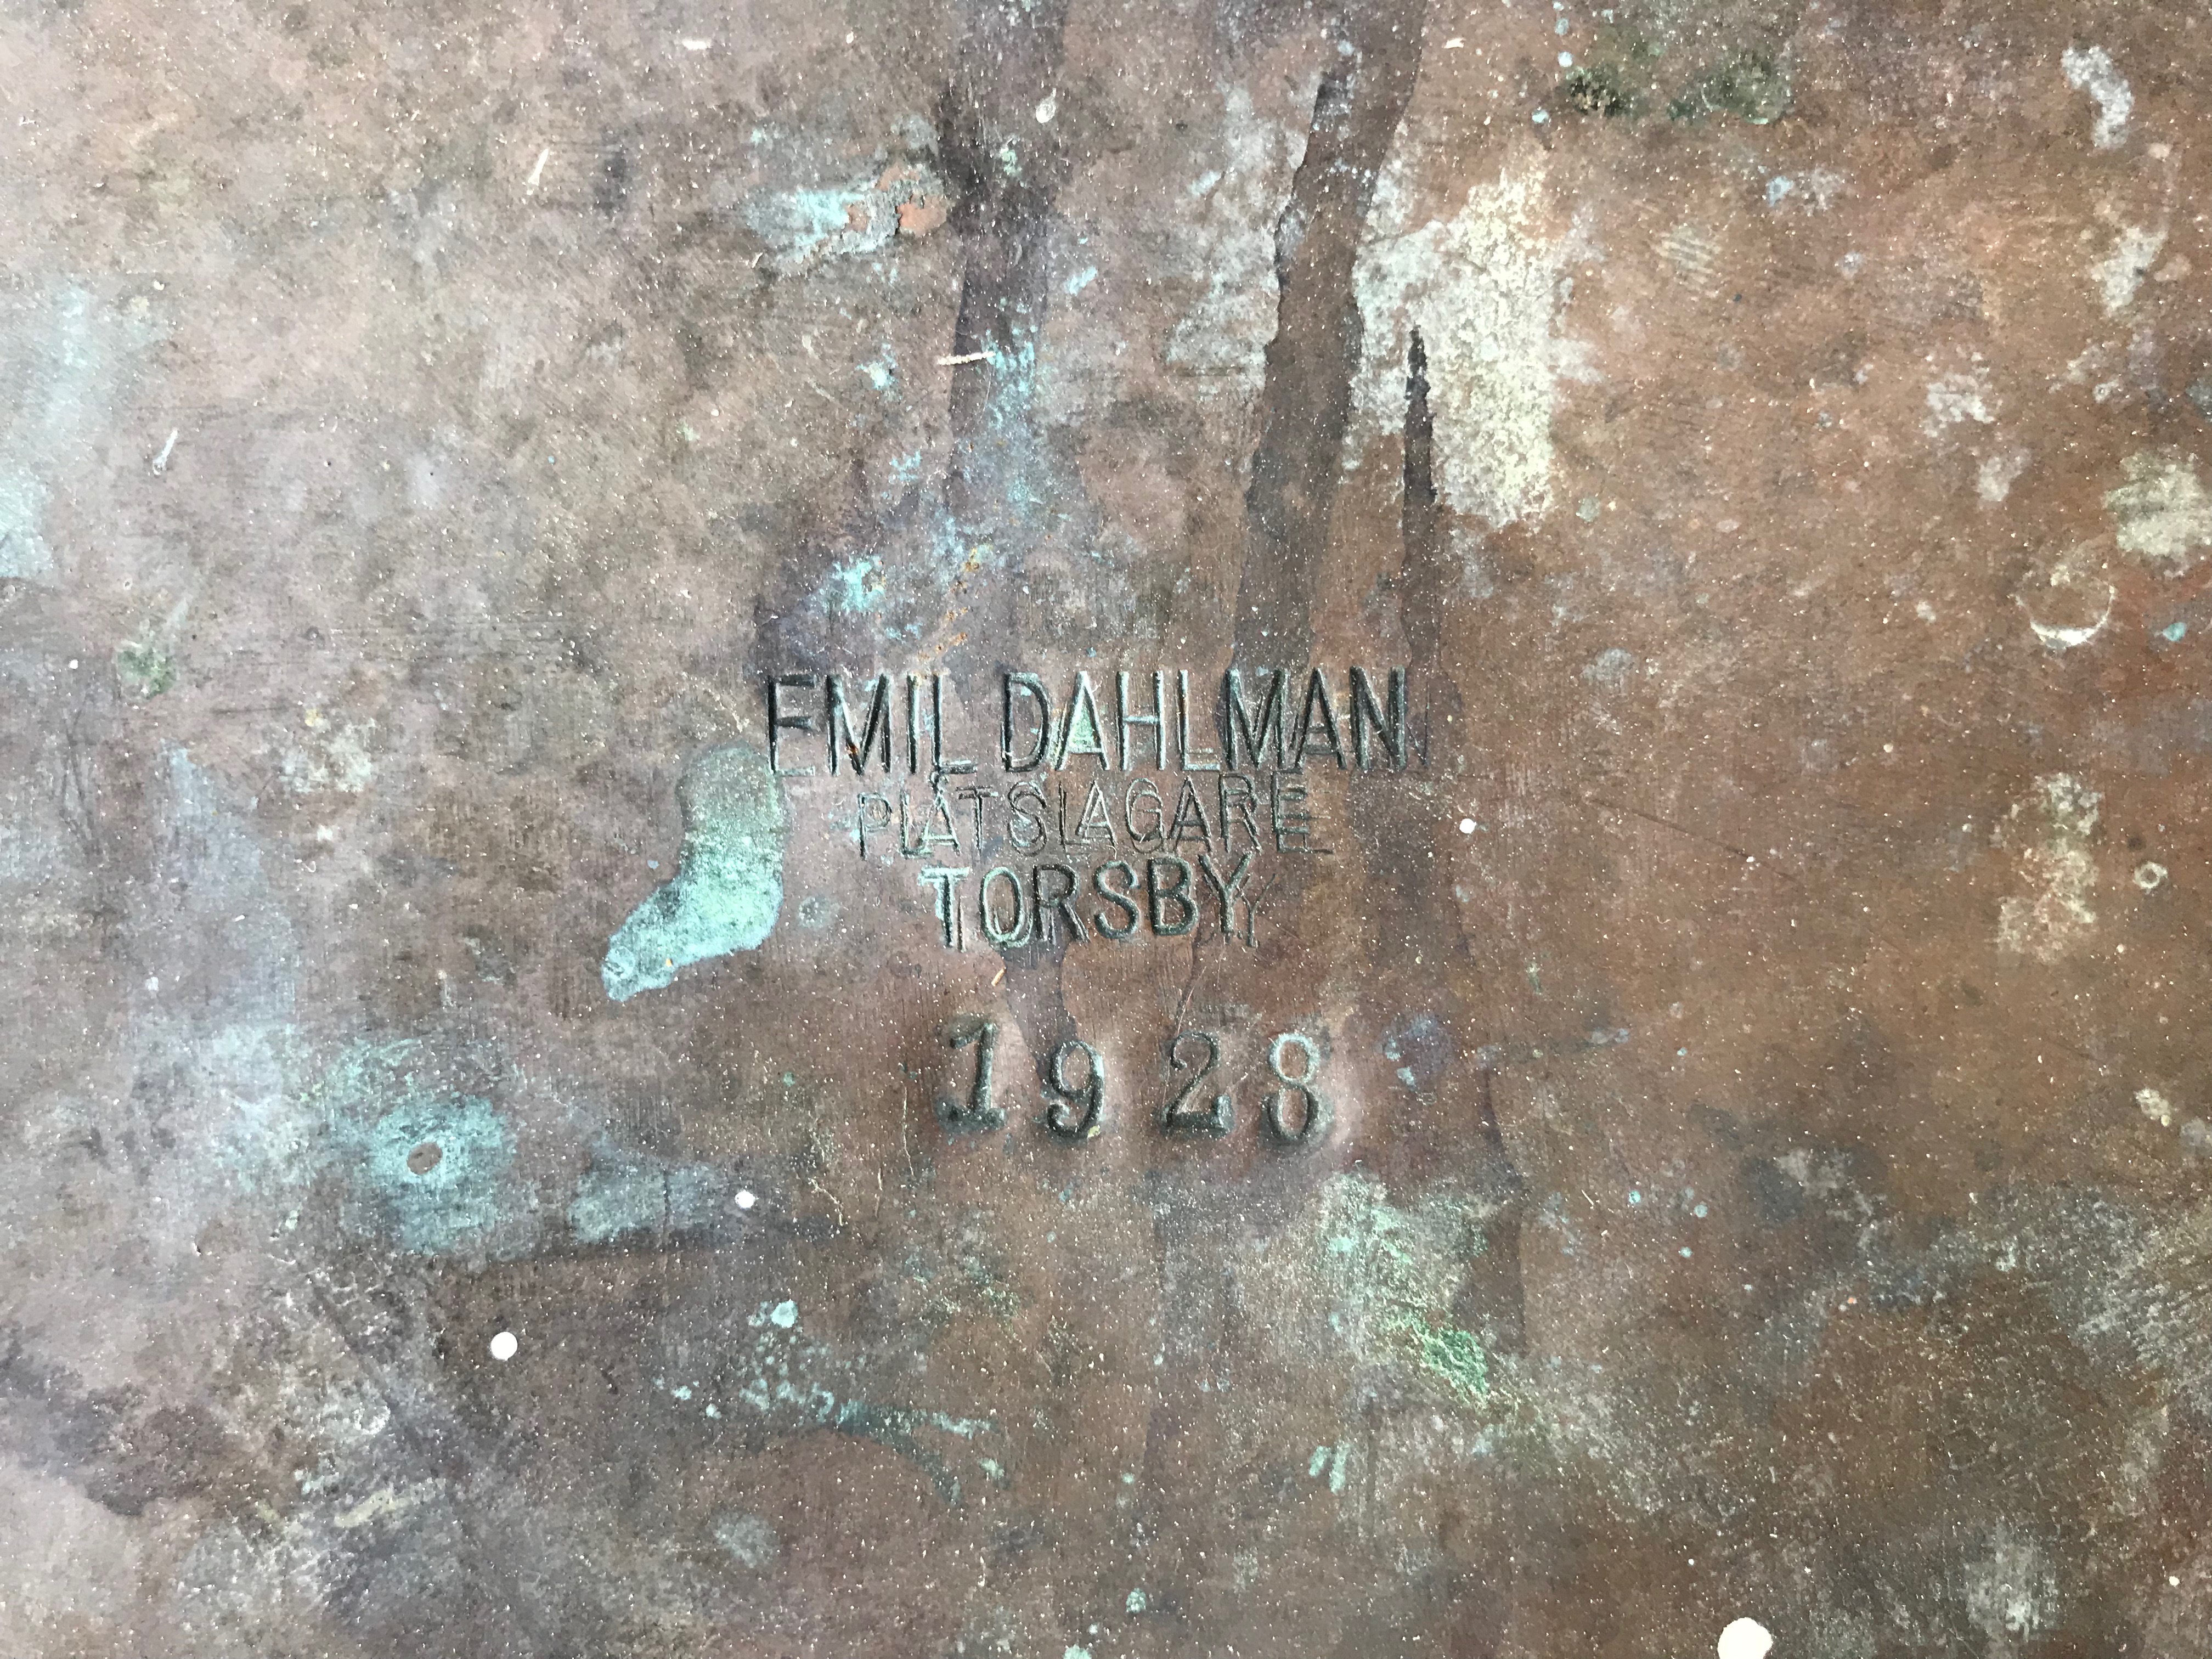 EMIL DAHLMAN
PLÅTSLAGARE
TORSBY
1928